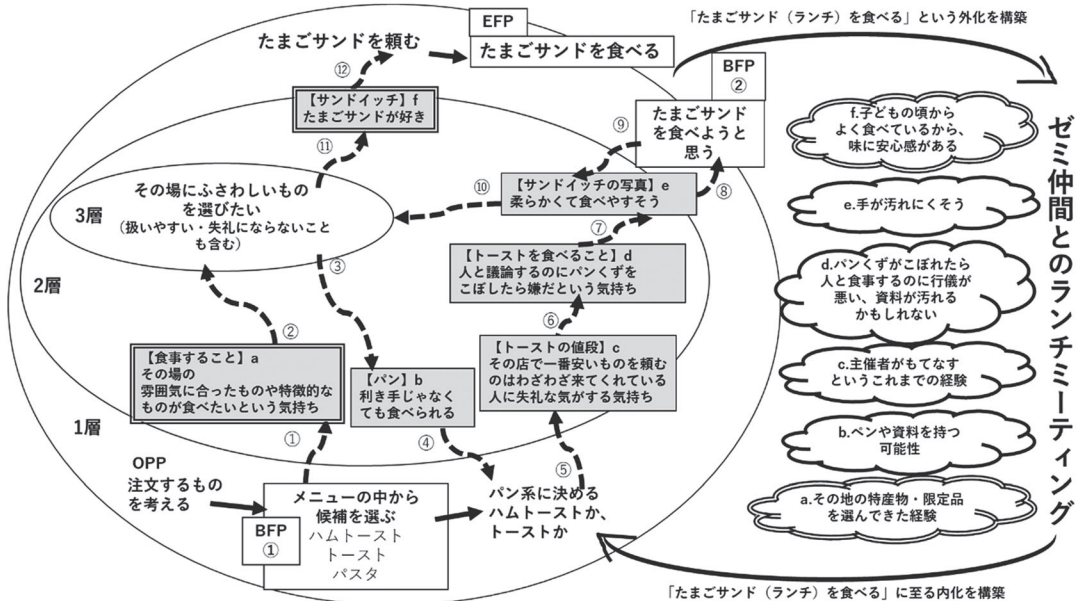 「たまごサンド（ランチ）を食べる」という外化を構築
EFP
たまごサンドを頼む
たまごサンドを食べる
⑫
BFP
②
【サンドイッチ】f
たまごサンドが好き
たまごサンド
を食べようと
思う
⑨
⑪
⑩
⑧
【サンドイッチの写真】e
柔らかくて食べやすそう
3層
その場にふさわしいもの
を選びたい
（扱いやすい・失礼にならないこと
も含む）
⑦
③
【トーストを食べること】d
人と議論するのにパンくずを
こぼしたら嫌だという気持ち
2層
②
⑥
【食事すること】a
その場の
雰囲気に合ったものや特徴的な
ものが食べたいという気持ち
【パン】b
利き手じゃなく
ても食べられる
【トーストの値段】c
その店で一番安いものを頼む
のはわざわざ来てくれている
人に失礼な気がする気持ち
1層
①
④
⑤
OPP
注文するもの
を考える
BFP
①
メニューの中から
候補を選ぶ
ハムトースト
トースト
パスタ
パン系に決める
ハムトーストか、
トーストか
f.子どもの頃から
よく食べているから、
味に安心感がある
e.手が汚れにくそう
d.パンくずがこぼれたら
人と食事するのに行儀が
悪い、資料が汚れる
かもしれない
c.主催者がもてなす
というこれまでの経験
b.ペンや資料を持つ
可能性
a.その地の特産物・限定品
を選んできた経験
ゼミ仲間とのランチミーティング
「たまごサンド（ランチ）を食べる」に至る内化を構築